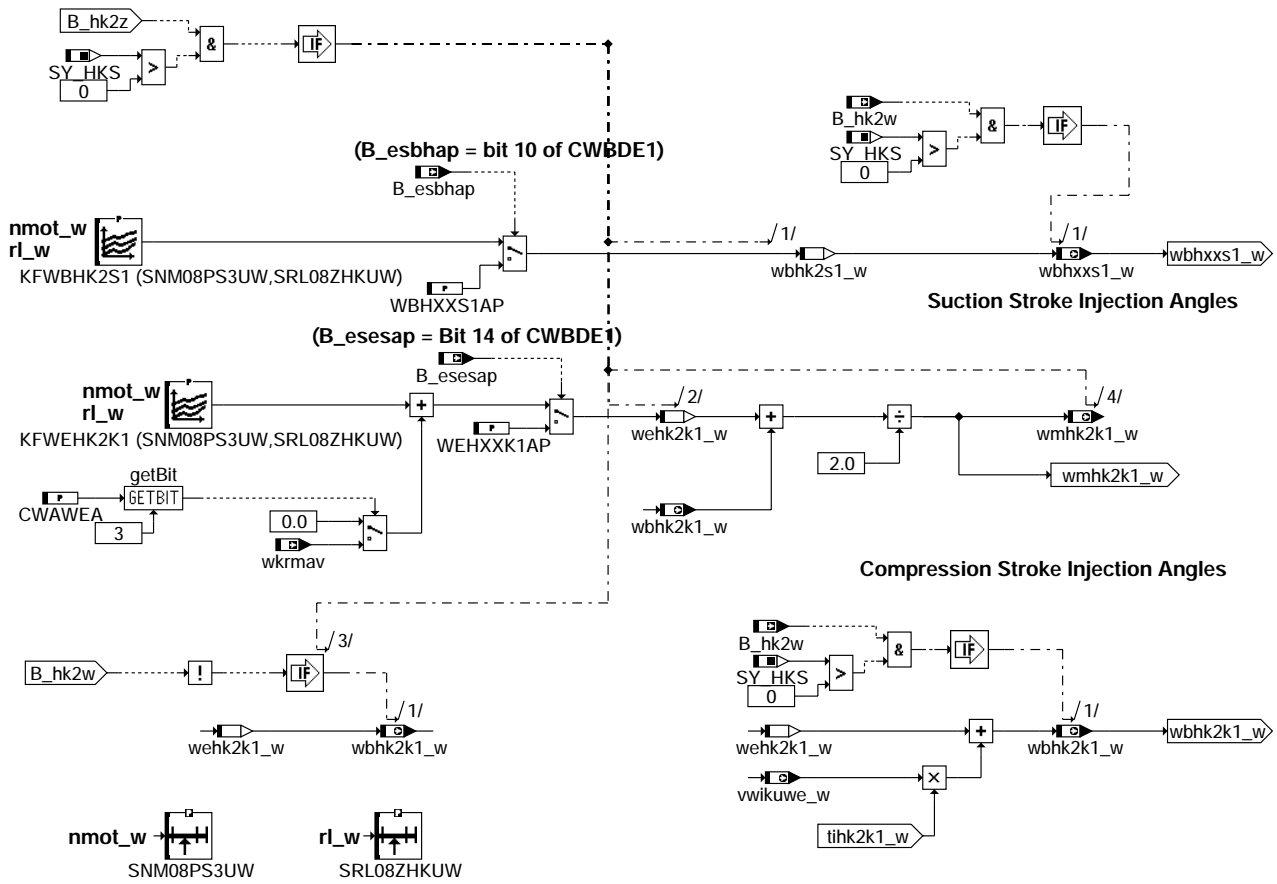 B_hk2z
&
IF
SY_HKS
>
0
B_hk2w
&
IF
SY_HKS
>
0
(B_esbhap = bit 10 of CWBDE1)
B_esbhap
nmot_w
rl_w
P
KFWBHK2S1 (SNM08PS3UW,SRL08ZHKUW)
P
WBHXXS1AP
/1/
wbhk2s1_w
/1/
wbhxxs1_w
wbhxxs1_w
Suction Stroke Injection Angles
(B_esesap = Bit 14 of CWBDE1)
B_esesap
nmot_w
rl_w
P
KFWEHK2K1 (SNM08PS3UW,SRL08ZHKUW)
+
P
WEHXXK1AP
/2/
wehk2k1_w
+
÷
2.0
/4/
wmhk2k1_w
wmhk2k1_w
getBit
P
CWAWEA
GETBIT
3
0.0
wkrmav
wbhk2k1_w
Compression Stroke Injection Angles
B_hk2w
!
IF
/3/
/1/
wehk2k1_w
wbhk2k1_w
B_hk2w
&
IF
SY_HKS
>
0
/1/
wehk2k1_w
+
wbhk2k1_w
wbhk2k1_w
vwikuwe_w
×
tihk2k1_w
nmot_w
SNM08PS3UW
rl_w
SRL08ZHKUW